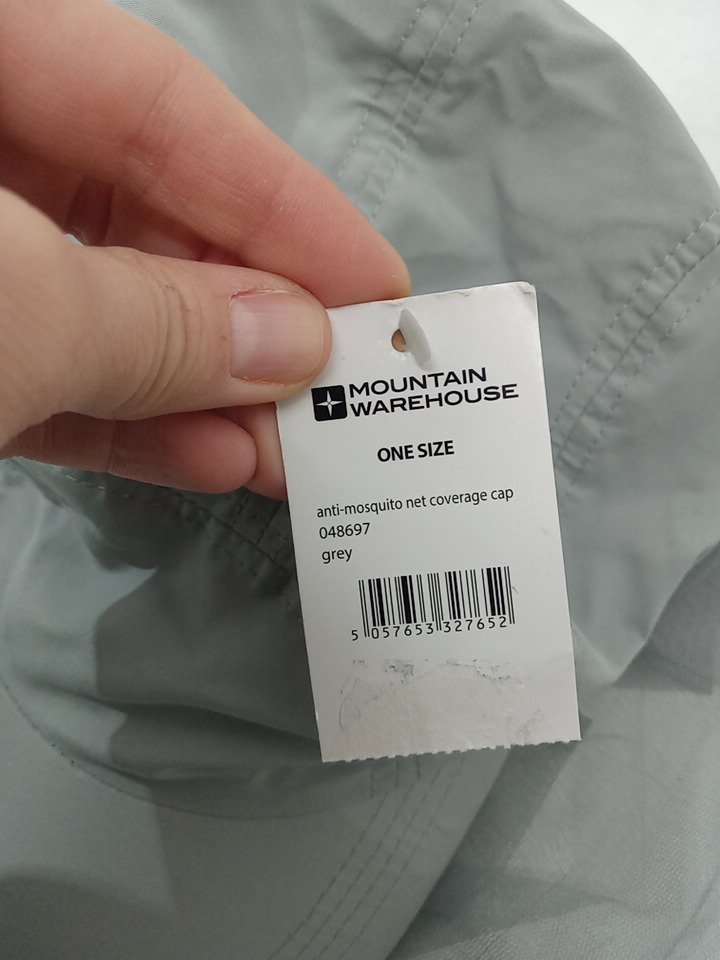 MOUNTAIN
WAREHOUSE
ONE SIZE
anti-mosquito net coverage cap
048697
grey
5 057653 327652